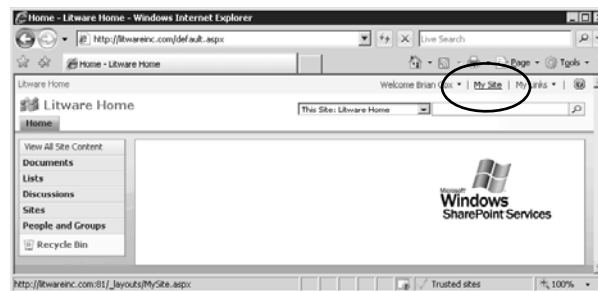 Home - Litware Home - Windows Internet Explorer
http://litwareinc.com/default.aspx
Live Search
Home - Litware Home
Page
Tools
Litware Home
Welcome Brian Cox
My Site
My Links
Litware Home
This Site: Litware Home
Home
View All Site Content
Documents
Lists
Discussions
Sites
People and Groups
Recycle Bin
Microsoft
Windows
SharePoint Services
http://litwareinc.com:81/_layouts/MySite.aspx
Trusted sites
100%